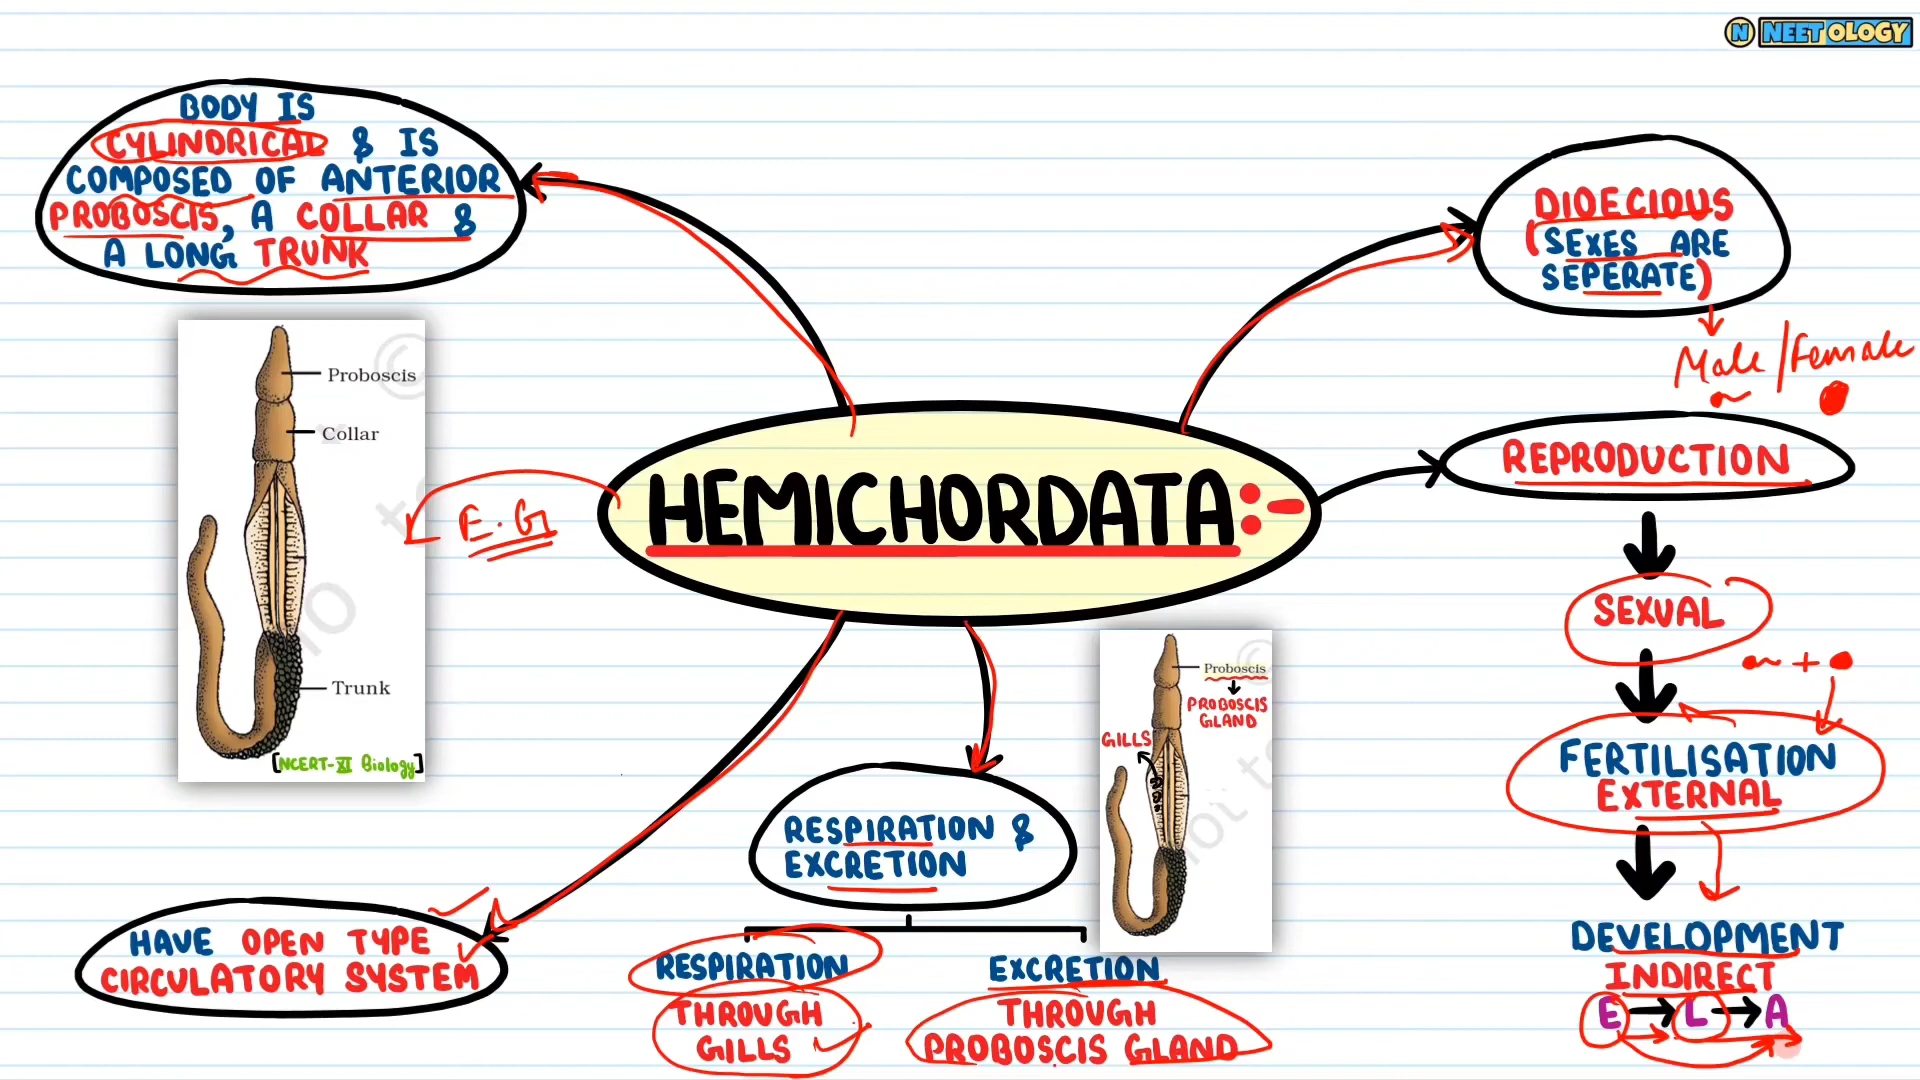 N NEETOLOGY
BODY IS
CYLINDRICAL & IS
COMPOSED OF ANTERIOR
PROBOSCIS, A COLLAR &
A LONG TRUNK
DIOECIOUS
(SEXES ARE
SEPERATE)
Male / Female
Proboscis
Collar
Trunk
[NCERT-XI Biology]
E.G
HEMICHORDATA:-
REPRODUCTION
SEXUAL
+
FERTILISATION
EXTERNAL
DEVELOPMENT
INDIRECT
E → L → A
Proboscis
PROBOSCIS
GLAND
GILLS
RESPIRATION &
EXCRETION
RESPIRATION
THROUGH
GILLS
EXCRETION
THROUGH
PROBOSCIS GLAND
HAVE OPEN TYPE
CIRCULATORY SYSTEM